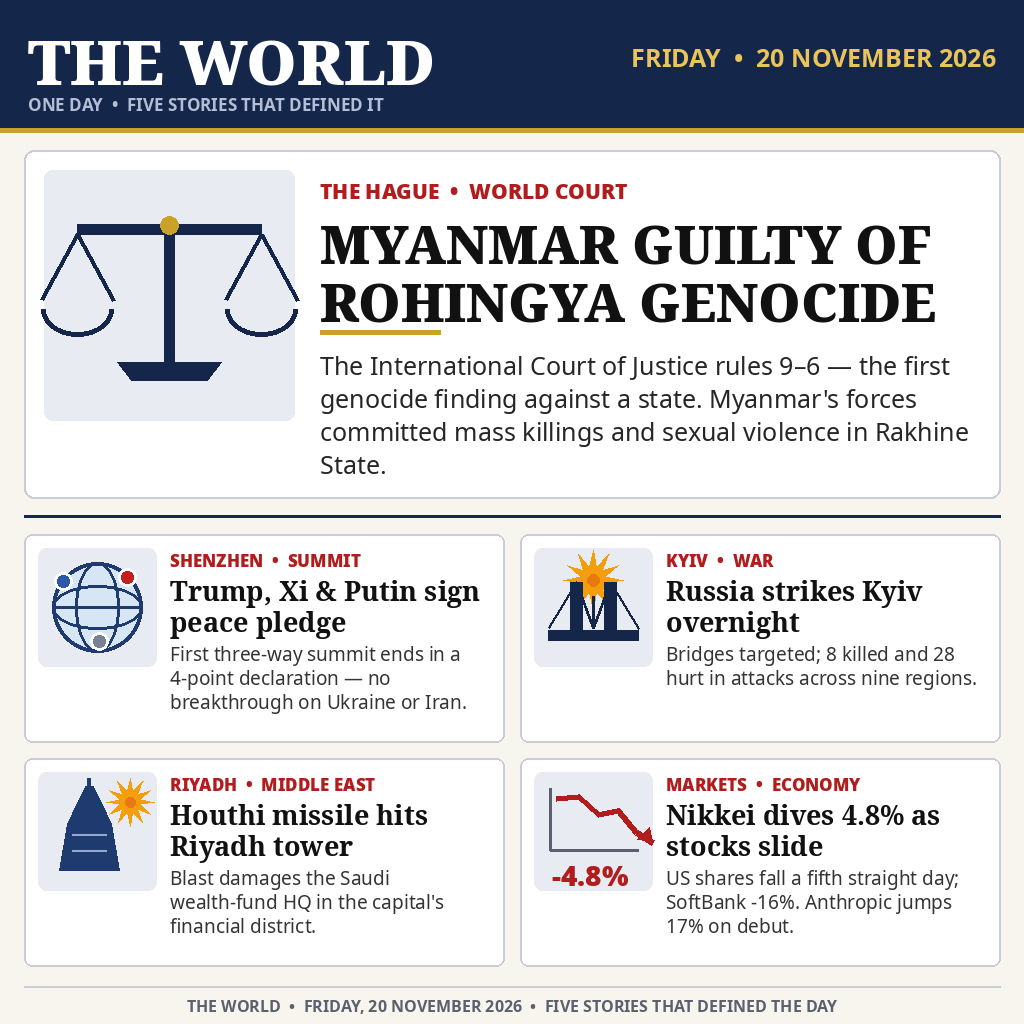 THE WORLD
FRIDAY • 20 NOVEMBER 2026
ONE DAY • FIVE STORIES THAT DEFINED IT
THE HAGUE • WORLD COURT
MYANMAR GUILTY OF
ROHINGYA GENOCIDE
The International Court of Justice rules 9–6 — the first
genocide finding against a state. Myanmar's forces
committed mass killings and sexual violence in Rakhine
State.
SHENZHEN • SUMMIT
Trump, Xi & Putin sign
peace pledge
First three-way summit ends in a
4-point declaration — no
breakthrough on Ukraine or Iran.
KYIV • WAR
Russia strikes Kyiv
overnight
Bridges targeted; 8 killed and 28
hurt in attacks across nine regions.
RIYADH • MIDDLE EAST
Houthi missile hits
Riyadh tower
Blast damages the Saudi
wealth-fund HQ in the capital's
financial district.
MARKETS • ECONOMY
Nikkei dives 4.8% as
stocks slide
US shares fall a fifth straight day;
SoftBank -16%. Anthropic jumps
17% on debut.
-4.8%
THE WORLD • FRIDAY, 20 NOVEMBER 2026 • FIVE STORIES THAT DEFINED THE DAY